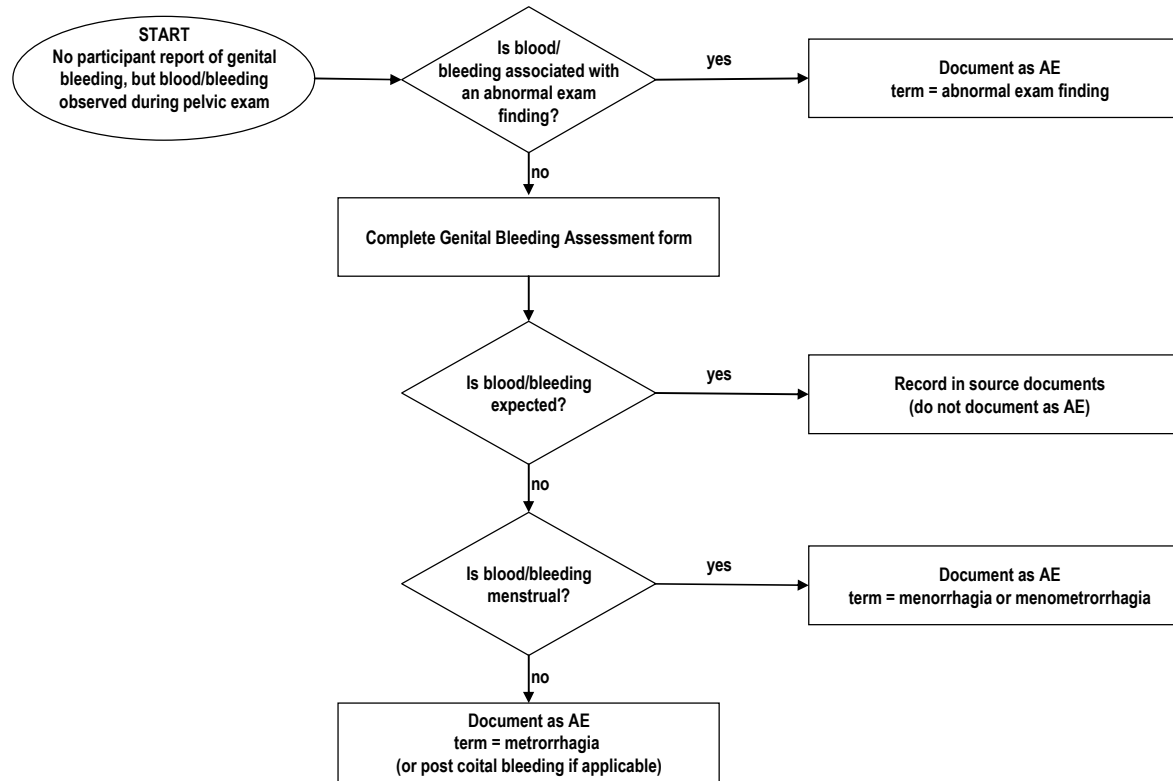 START
No participant report of genital
bleeding, but blood/bleeding
observed during pelvic exam
Is blood/
bleeding associated with
an abnormal exam
finding?
yes
Document as AE
term = abnormal exam finding
no
Complete Genital Bleeding Assessment form
Is blood/bleeding
expected?
yes
Record in source documents
(do not document as AE)
no
Is blood/bleeding
menstrual?
yes
Document as AE
term = menorrhagia or menometrorrhagia
no
Document as AE
term = metrorrhagia
(or post coital bleeding if applicable)